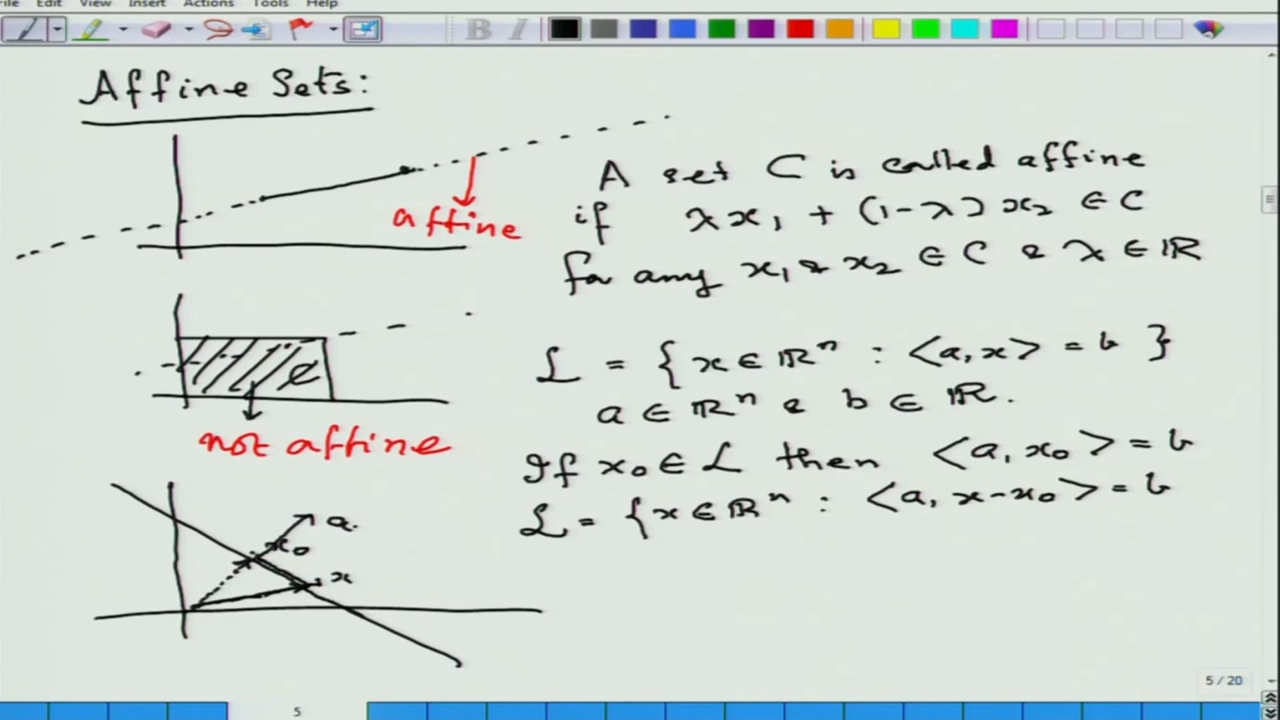 File Edit View Insert Actions Tools Help
B I
Affine Sets:
affine
A set C is called affine
if λx₁ + (1-λ) x₂ ∈ C
for any x₁ & x₂ ∈ C & λ ∈ ℝ
C
not affine
ℒ = { x ∈ ℝⁿ : <a, x> = b }
a ∈ ℝⁿ & b ∈ ℝ.
If x₀ ∈ ℒ then <a, x₀> = b
ℒ = { x ∈ ℝⁿ : <a, x-x₀> = b
a.
x₀
x
5 / 20
5